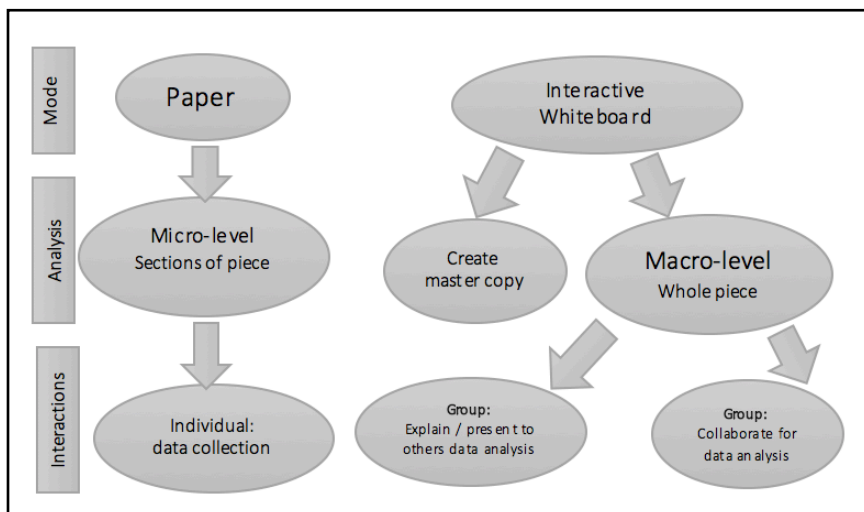 Mode
Paper
Interactive
Whiteboard
Analysis
Micro-level
Sections of piece
Create
master copy
Macro-level
Whole piece
Interactions
Individual:
data collection
Group:
Explain / present to
others data analysis
Group:
Collaborate for
data analysis